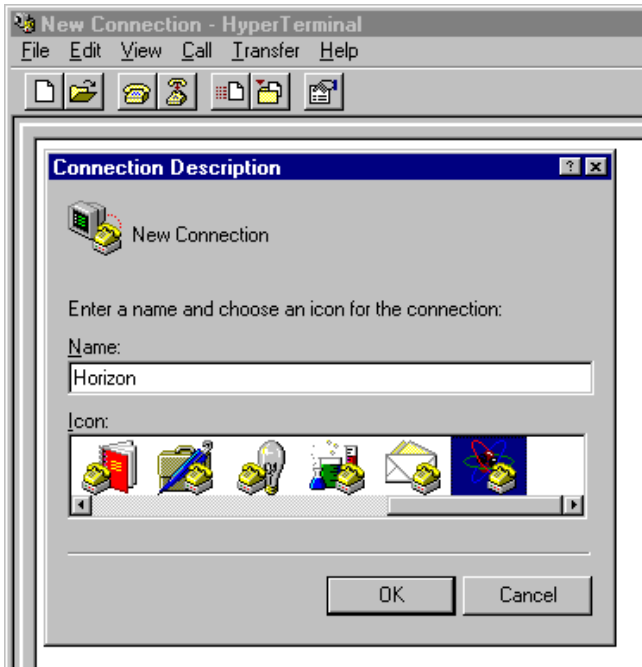 New Connection - HyperTerminal
File Edit View Call Transfer Help
Connection Description
New Connection
Enter a name and choose an icon for the connection:
Name:
Horizon
Icon:
OK Cancel